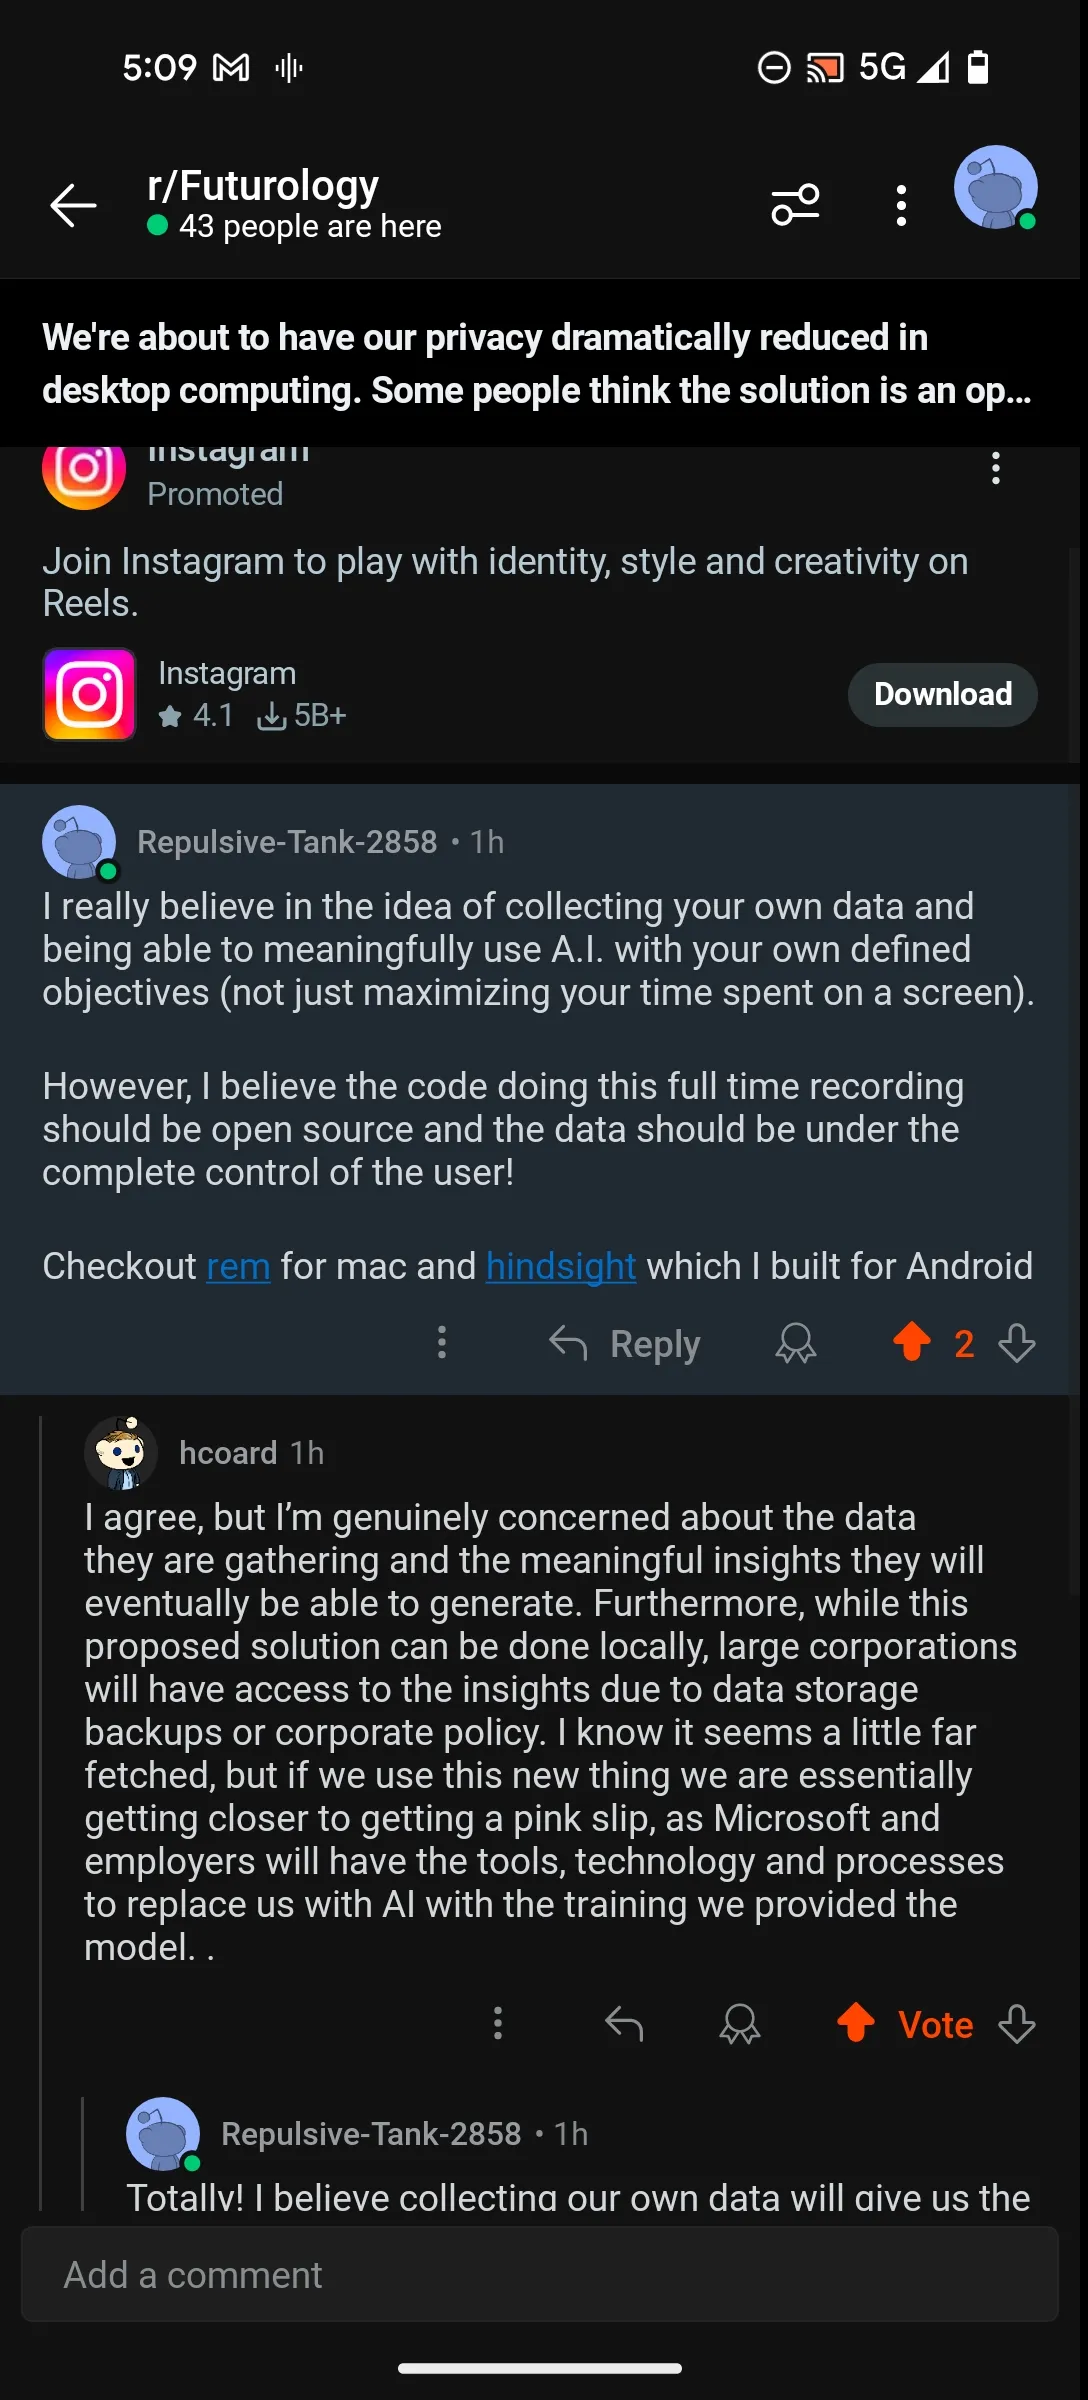 5:09 5G
r/Futurology
43 people are here
We're about to have our privacy dramatically reduced in
desktop computing. Some people think the solution is an op...
Instagram
Promoted
Join Instagram to play with identity, style and creativity on
Reels.
Instagram
4.1 5B+
Download
Repulsive-Tank-2858 • 1h
I really believe in the idea of collecting your own data and
being able to meaningfully use A.I. with your own defined
objectives (not just maximizing your time spent on a screen).
However, I believe the code doing this full time recording
should be open source and the data should be under the
complete control of the user!
Checkout rem for mac and hindsight which I built for Android
Reply 2
hcoard 1h
I agree, but I’m genuinely concerned about the data
they are gathering and the meaningful insights they will
eventually be able to generate. Furthermore, while this
proposed solution can be done locally, large corporations
will have access to the insights due to data storage
backups or corporate policy. I know it seems a little far
fetched, but if we use this new thing we are essentially
getting closer to getting a pink slip, as Microsoft and
employers will have the tools, technology and processes
to replace us with AI with the training we provided the
model. .
Vote
Repulsive-Tank-2858 • 1h
Totally! I believe collecting our own data will give us the
Add a comment